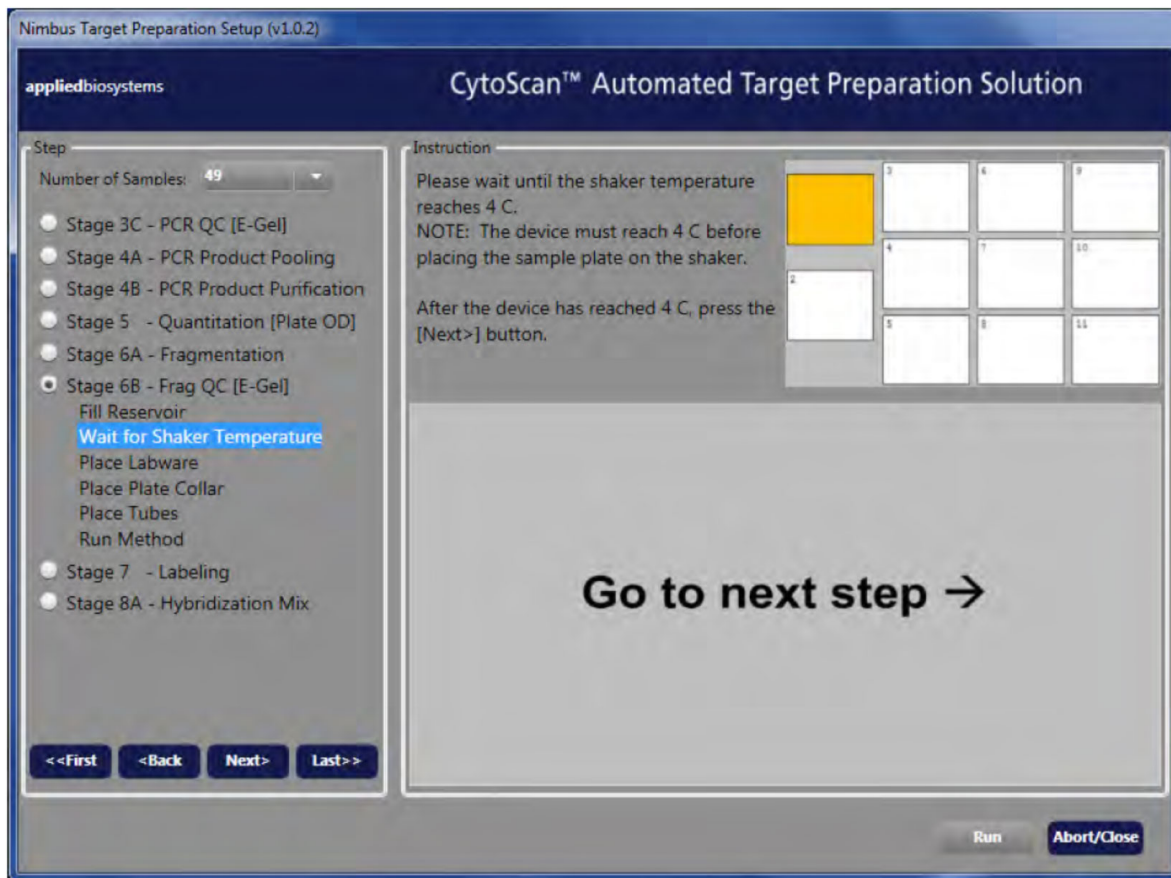 Nimbus Target Preparation Setup (v1.0.2)
appliedbiosystems
CytoScan™ Automated Target Preparation Solution
Step
Number of Samples: 49
Stage 3C - PCR QC [E-Gel]
Stage 4A - PCR Product Pooling
Stage 4B - PCR Product Purification
Stage 5 - Quantitation [Plate OD]
Stage 6A - Fragmentation
Stage 6B - Frag QC [E-Gel]
Fill Reservoir
Wait for Shaker Temperature
Place Labware
Place Plate Collar
Place Tubes
Run Method
Stage 7 - Labeling
Stage 8A - Hybridization Mix
<<First <Back Next> Last>>
Instruction
Please wait until the shaker temperature
reaches 4 C.
NOTE: The device must reach 4 C before
placing the sample plate on the shaker.
After the device has reached 4 C, press the
[Next>] button.
3 6 9
4 7 10
2
5 8 11
Go to next step →
Run Abort/Close